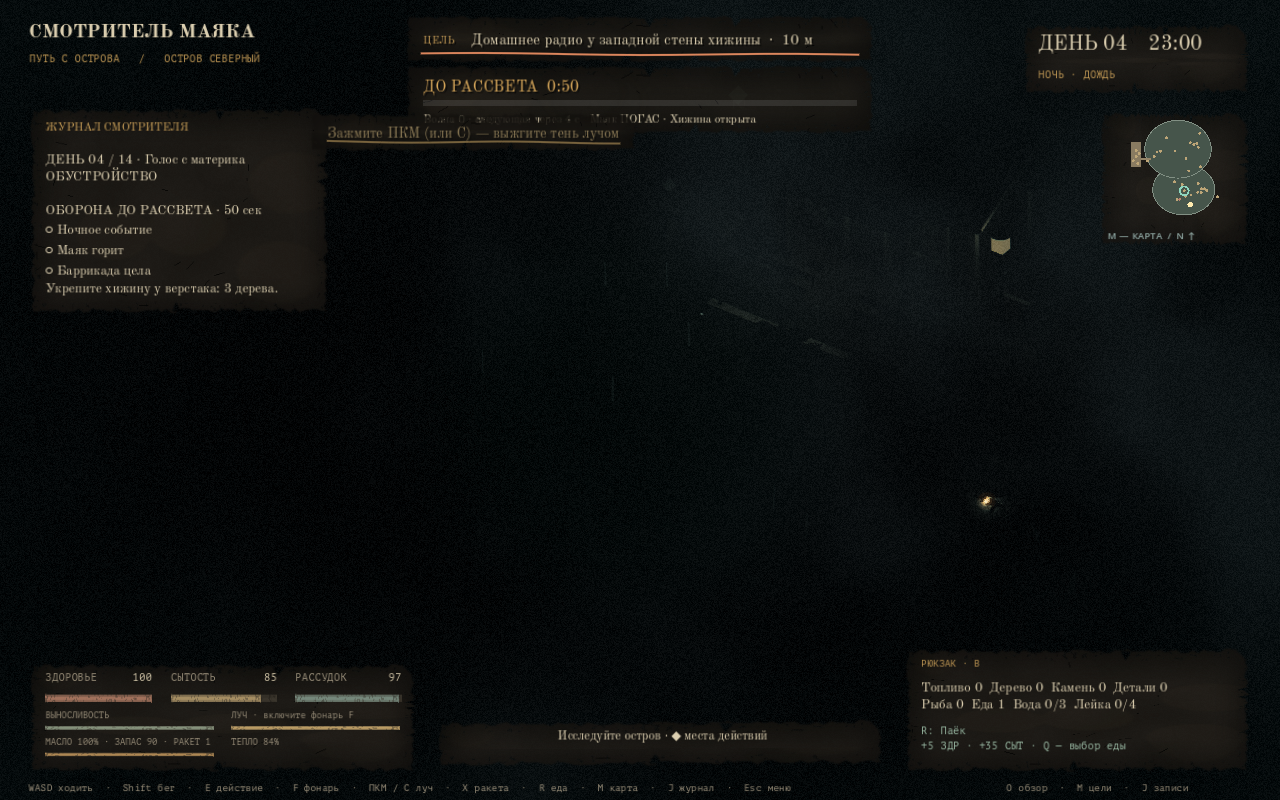 СМОТРИТЕЛЬ МАЯКА
ПУТЬ С ОСТРОВА / ОСТРОВ СЕВЕРНЫЙ
ЦЕЛЬ Домашнее радио у западной стены хижины · 10 м
ДО РАССВЕТА 0:50
ПОГАС · Хижина открыта
Зажмите ПКМ (или C) — выжгите тень лучом
ДЕНЬ 04 23:00
НОЧЬ · ДОЖДЬ
M — КАРТА / N ↑
ЖУРНАЛ СМОТРИТЕЛЯ
ДЕНЬ 04 / 14 · Голос с материка
ОБУСТРОЙСТВО
ОБОРОНА ДО РАССВЕТА · 50 сек
Ночное событие
Маяк горит
Баррикада цела
Укрепите хижину у верстака: 3 дерева.
ЗДОРОВЬЕ 100 СЫТОСТЬ 85 РАССУДОК 97
ВЫНОСЛИВОСТЬ ЛУЧ · включите фонарь F
МАСЛО 100% · ЗАПАС 90 · РАКЕТ 1 ТЕПЛО 84%
Исследуйте остров · ◆ места действий
РЮКЗАК · B
Топливо 0 Дерево 0 Камень 0 Детали 0
Рыба 0 Еда 1 Вода 0/3 Лейка 0/4
R: Паёк
+5 ЗДР · +35 СЫТ · Q — выбор еды
WASD ходить · Shift бег · E действие · F фонарь · ПКМ / C луч · X ракета · R еда · M карта · J журнал · Esc меню
O обзор · M цели · J записи